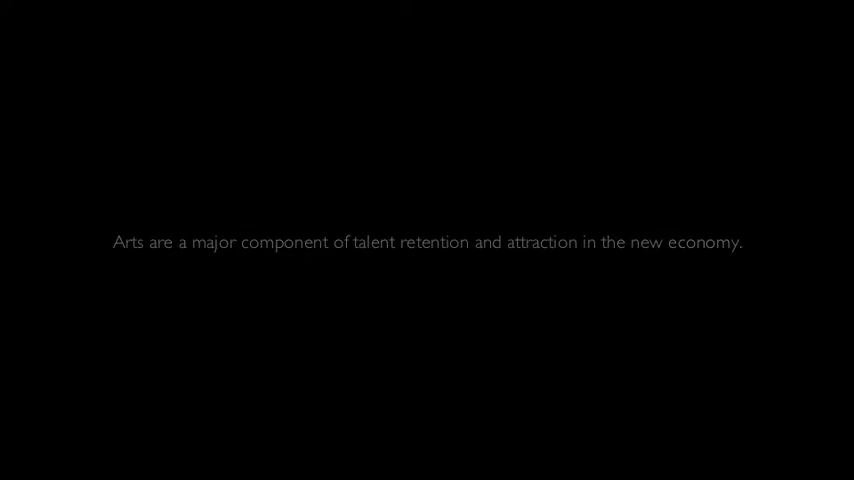 Arts are a major component of talent retention and attraction in the new economy.